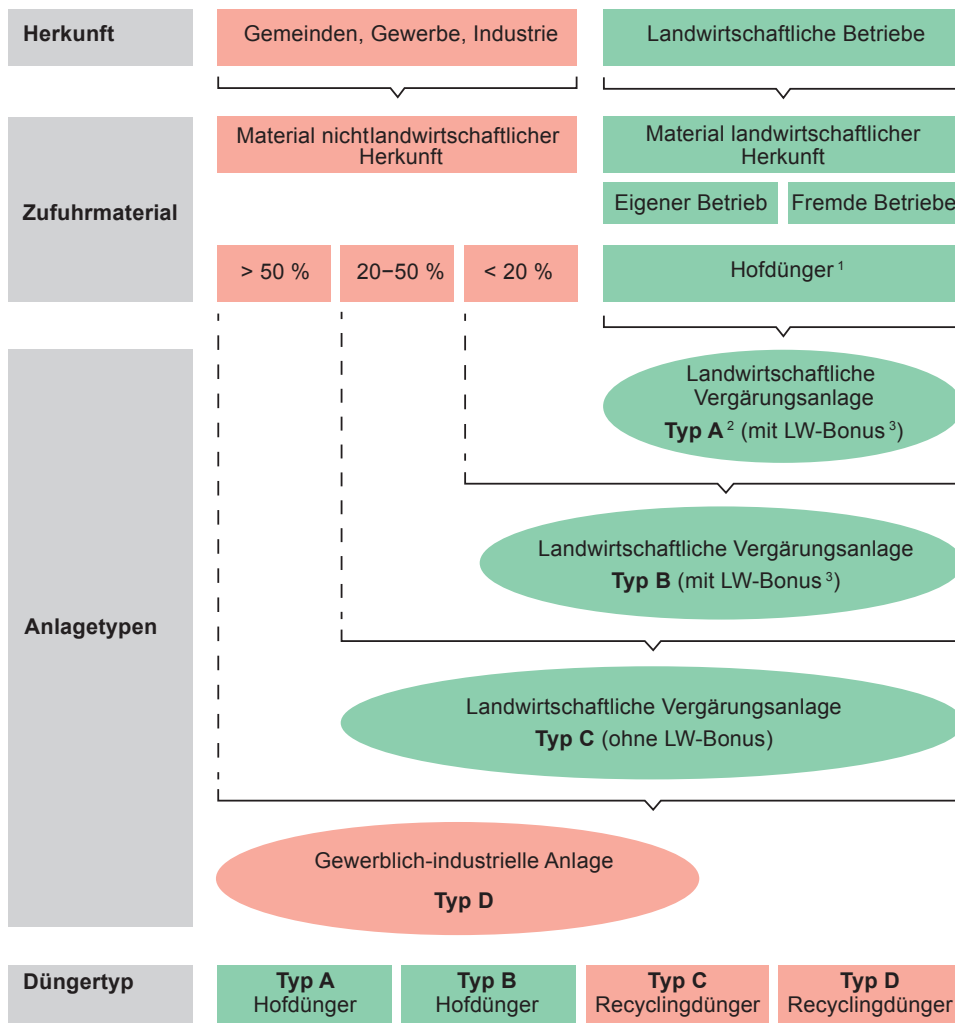 Herkunft
Gemeinden, Gewerbe, Industrie
Landwirtschaftliche Betriebe
Zufuhrmaterial
Material nichtlandwirtschaftlicher
Herkunft
Material landwirtschaftlicher
Herkunft
Eigener Betrieb
Fremde Betriebe
> 50 %
20–50 %
< 20 %
Hofdünger ¹
Anlagetypen
Landwirtschaftliche
Vergärungsanlage
Typ A ² (mit LW-Bonus ³)
Landwirtschaftliche Vergärungsanlage
Typ B (mit LW-Bonus ³)
Landwirtschaftliche Vergärungsanlage
Typ C (ohne LW-Bonus)
Gewerblich-industrielle Anlage
Typ D
Düngertyp
Typ A
Hofdünger
Typ B
Hofdünger
Typ C
Recyclingdünger
Typ D
Recyclingdünger